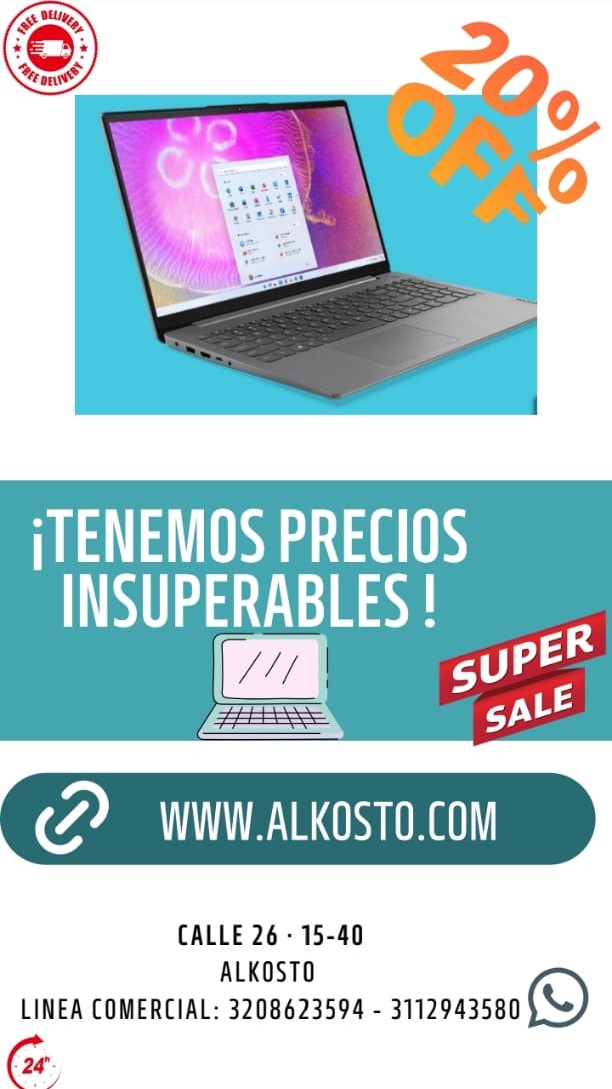 FREE DELIVERY
FREE DELIVERY
20%
OFF
¡TENEMOS PRECIOS
INSUPERABLES !
SUPER
SALE
WWW.ALKOSTO.COM
CALLE 26 · 15-40
ALKOSTO
LINEA COMERCIAL: 3208623594 - 3112943580
24h